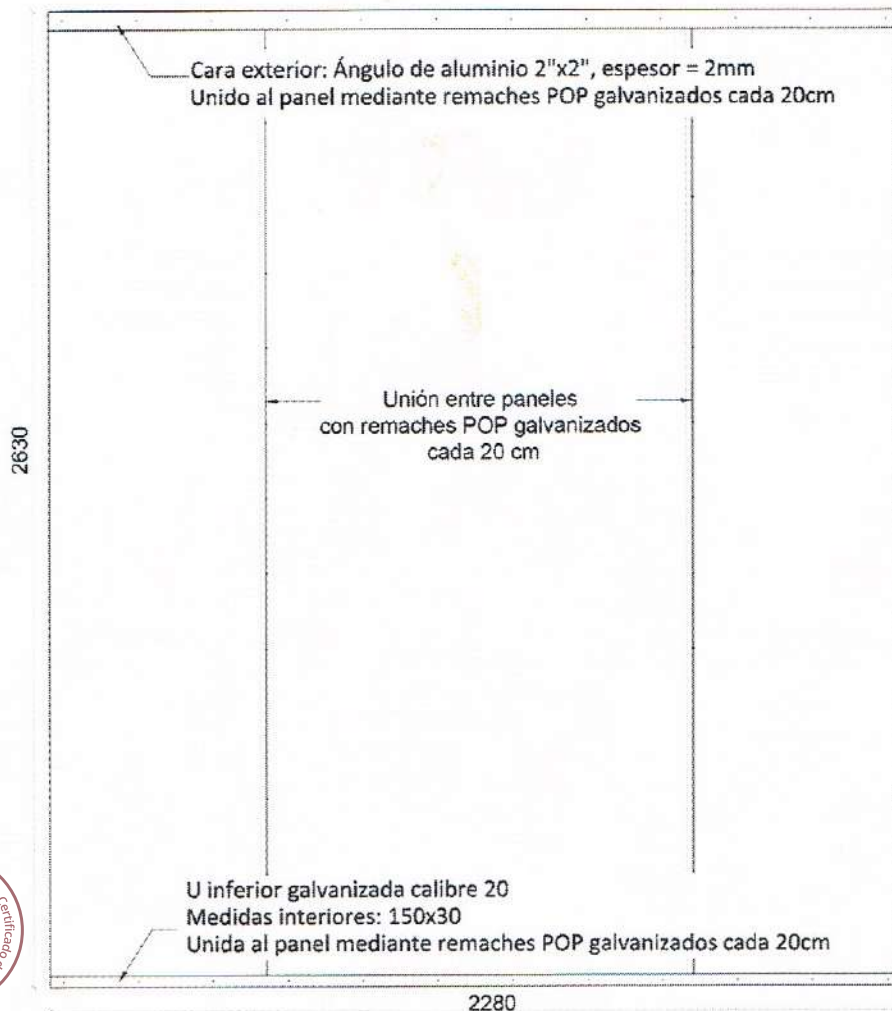 Cara exterior: Ángulo de aluminio 2"x2", espesor = 2mm
Unido al panel mediante remaches POP galvanizados cada 20cm
Unión entre paneles
con remaches POP galvanizados
cada 20 cm
2630
U inferior galvanizada calibre 20
Medidas interiores: 150x30
Unida al panel mediante remaches POP galvanizados cada 20cm
2280
Certificado